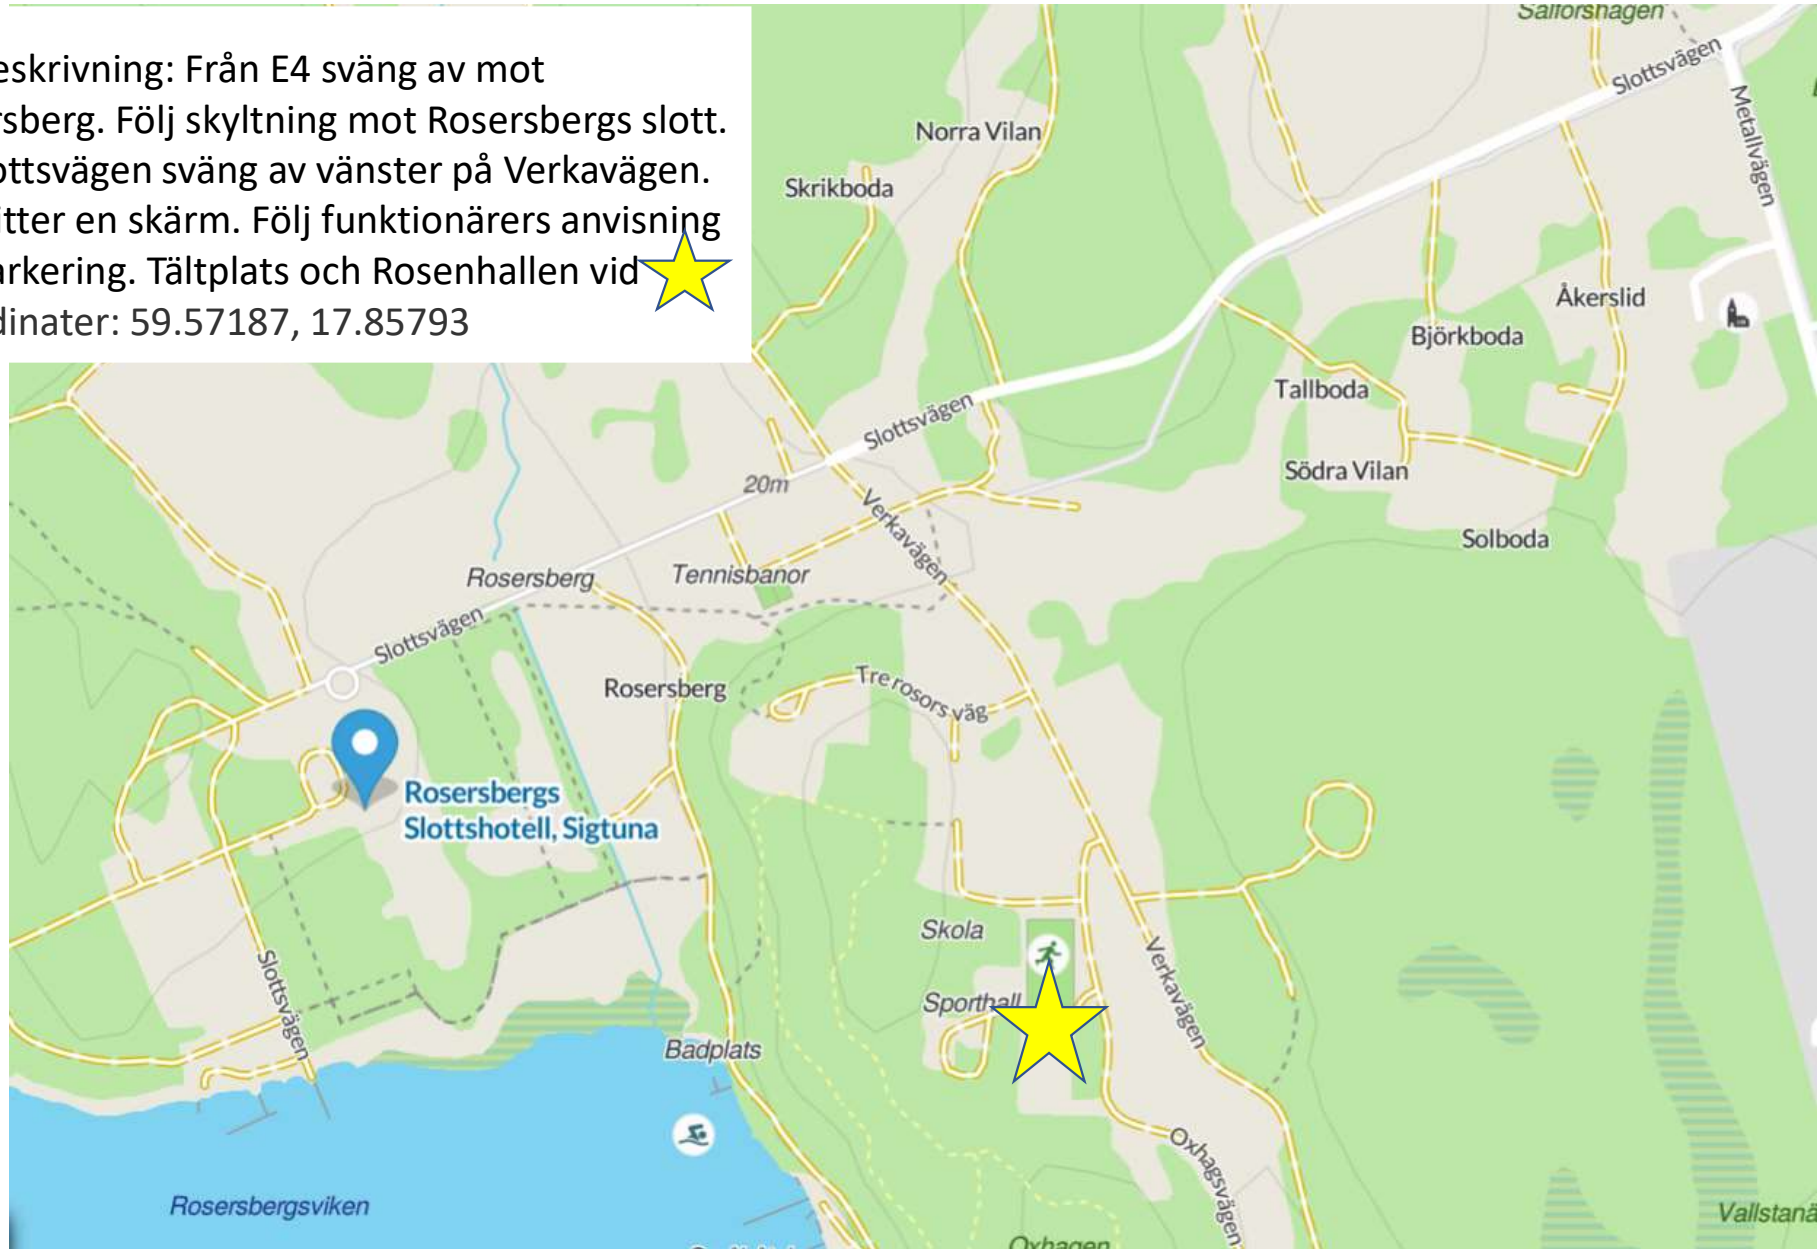 eskrivning: Från E4 sväng av mot
rsberg. Följ skyltning mot Rosersbergs slott.
ottsvägen sväng av vänster på Verkavägen.
itter en skärm. Följ funktionärers anvisning
arkering. Tältplats och Rosenhallen vid
dinater: 59.57187, 17.85793
Salforshagen
Slottsvägen
Metallvägen
Norra Vilan
Skrikboda
Åkerslid
Björkboda
Tallboda
Slottsvägen
Södra Vilan
20m
Verkavägen
Solboda
Rosersberg
Tennisbanor
Slottsvägen
Rosersberg
Tre rosors väg
Rosersbergs
Slottshotell, Sigtuna
Skola
Slottsvägen
Verkavägen
Sporthall
Badplats
Oxhagsvägen
Rosersbergsviken
Vallstanä
Oxhagen